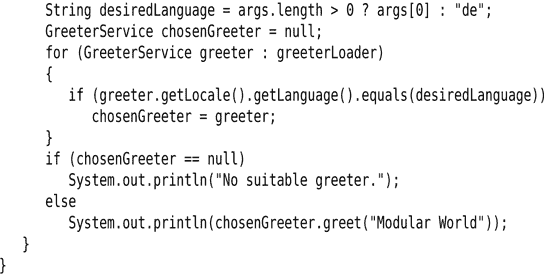 String desiredLanguage = args.length > 0 ? args[0] : "de";
GreeterService chosenGreeter = null;
for (GreeterService greeter : greeterLoader)
{
if (greeter.getLocale().getLanguage().equals(desiredLanguage))
chosenGreeter = greeter;
}
if (chosenGreeter == null)
System.out.println("No suitable greeter.");
else
System.out.println(chosenGreeter.greet("Modular World"));
}
}